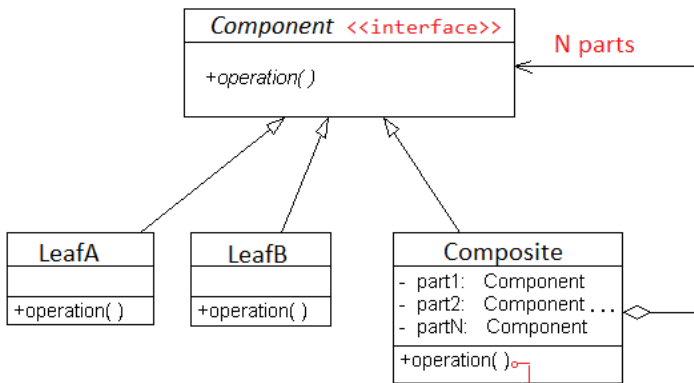 Component <<interface>>
+operation( )
N parts
LeafA
+operation( )
LeafB
+operation( )
Composite
- part1: Component
- part2: Component ...
- partN: Component
+operation( )